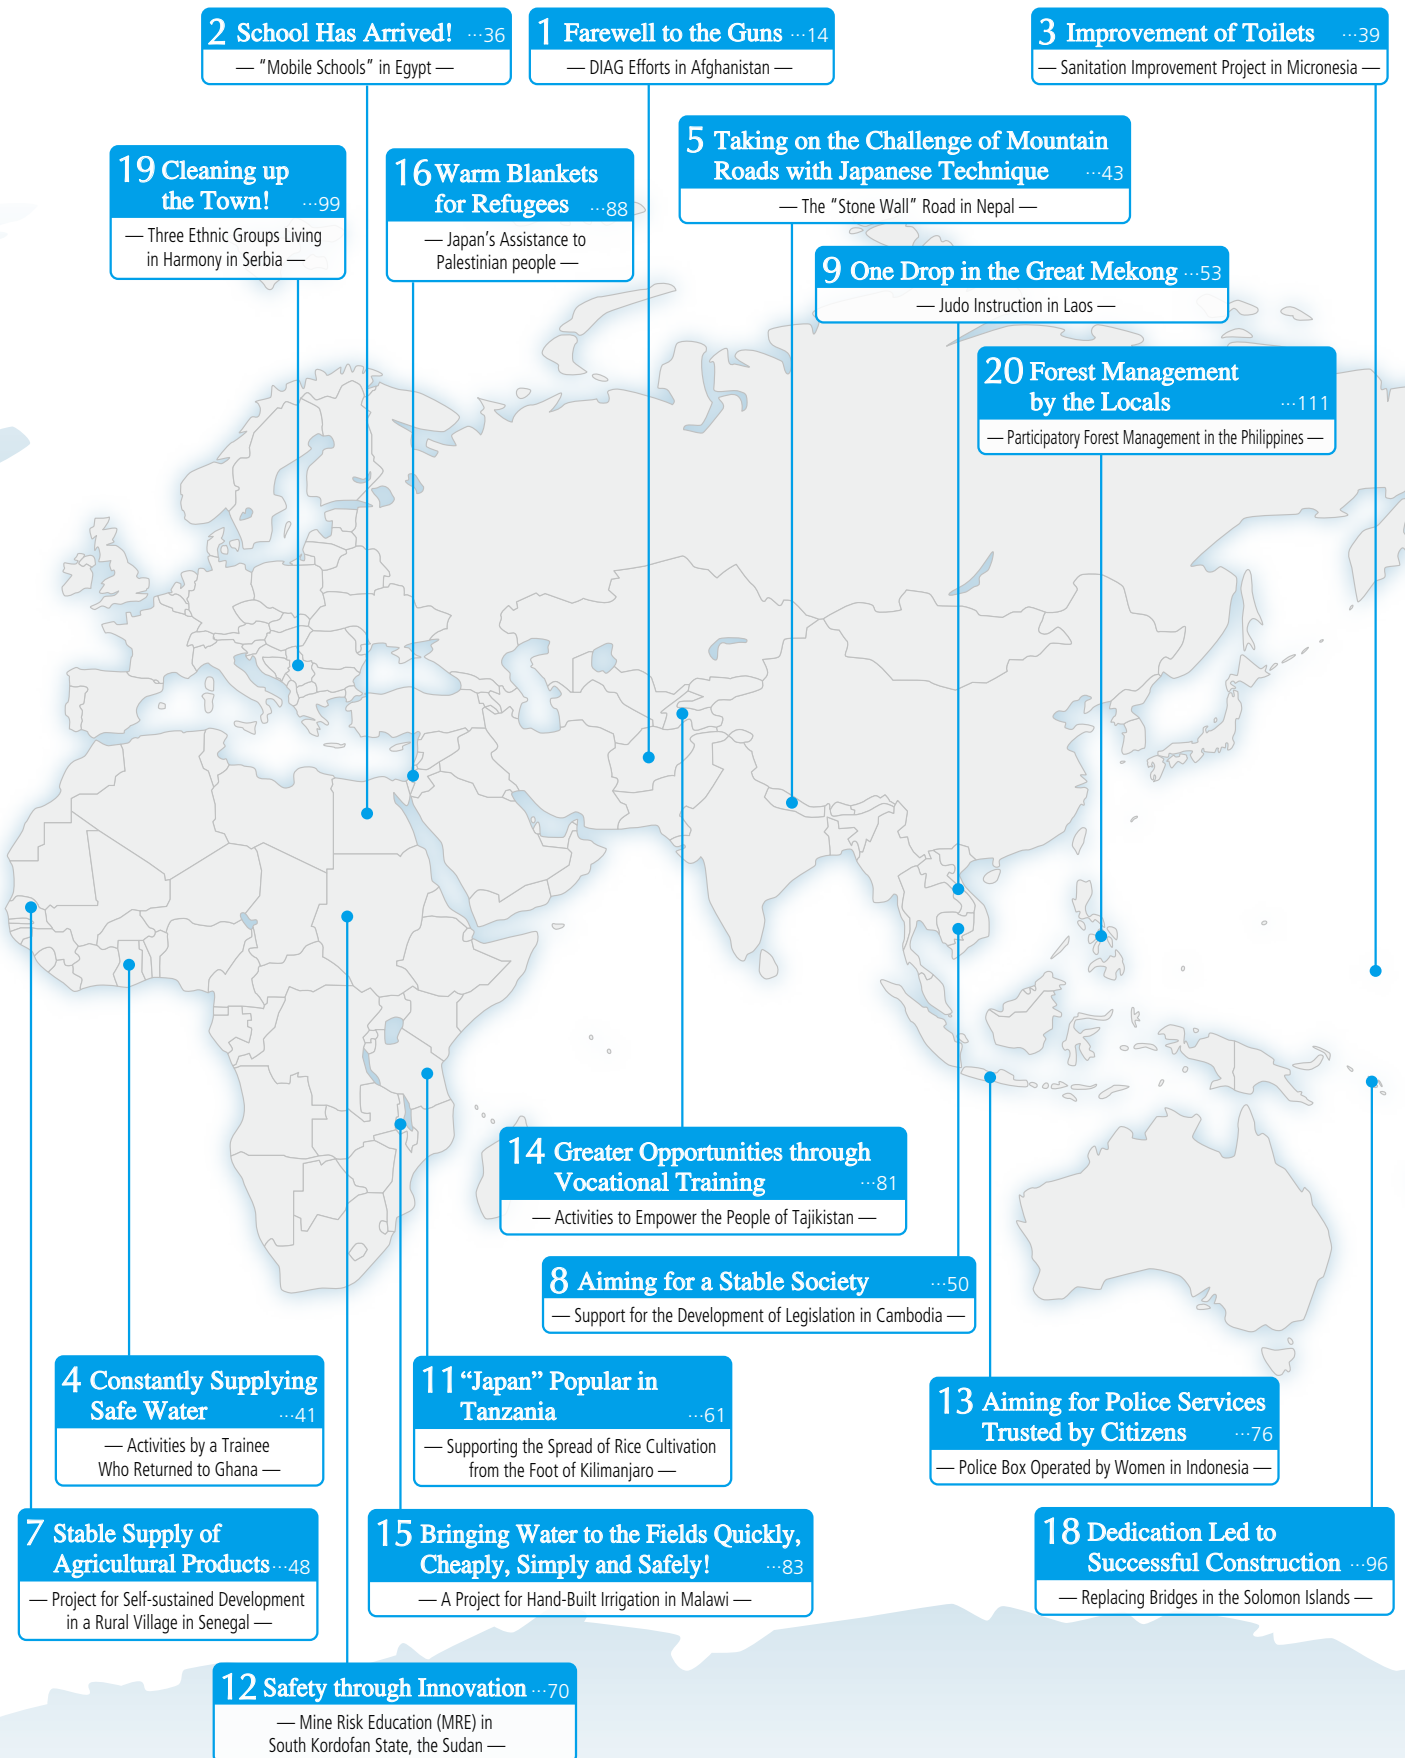 2 School Has Arrived! ···36
— “Mobile Schools” in Egypt —
1 Farewell to the Guns ···14
— DIAG Efforts in Afghanistan —
3 Improvement of Toilets ···39
— Sanitation Improvement Project in Micronesia —
5 Taking on the Challenge of Mountain
Roads with Japanese Technique ···43
— The “Stone Wall” Road in Nepal —
19 Cleaning up
the Town! ···99
— Three Ethnic Groups Living
in Harmony in Serbia —
16 Warm Blankets
for Refugees ···88
— Japan’s Assistance to
Palestinian people —
9 One Drop in the Great Mekong ···53
— Judo Instruction in Laos —
20 Forest Management
by the Locals ···111
— Participatory Forest Management in the Philippines —
14 Greater Opportunities through
Vocational Training ···81
— Activities to Empower the People of Tajikistan —
8 Aiming for a Stable Society ···50
— Support for the Development of Legislation in Cambodia —
4 Constantly Supplying
Safe Water ···41
— Activities by a Trainee
Who Returned to Ghana —
11 “Japan” Popular in
Tanzania ···61
— Supporting the Spread of Rice Cultivation
from the Foot of Kilimanjaro —
13 Aiming for Police Services
Trusted by Citizens ···76
— Police Box Operated by Women in Indonesia —
7 Stable Supply of
Agricultural Products ···48
— Project for Self-sustained Development
in a Rural Village in Senegal —
15 Bringing Water to the Fields Quickly,
Cheaply, Simply and Safely! ···83
— A Project for Hand-Built Irrigation in Malawi —
18 Dedication Led to
Successful Construction ···96
— Replacing Bridges in the Solomon Islands —
12 Safety through Innovation ···70
— Mine Risk Education (MRE) in
South Kordofan State, the Sudan —